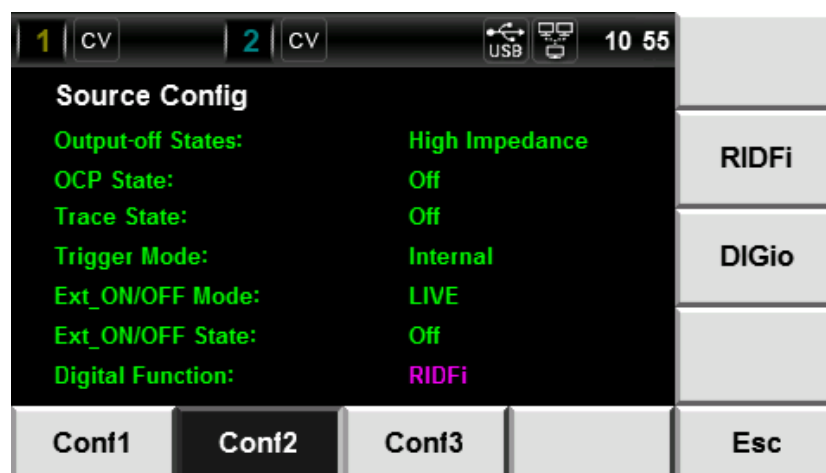 1 CV 2 CV USB 10 55
Source Config
Output-off States: High Impedance
OCP State: Off
Trace State: Off
Trigger Mode: Internal
Ext_ON/OFF Mode: LIVE
Ext_ON/OFF State: Off
Digital Function: RIDFi
RIDFi
DIGio
Conf1 Conf2 Conf3 Esc